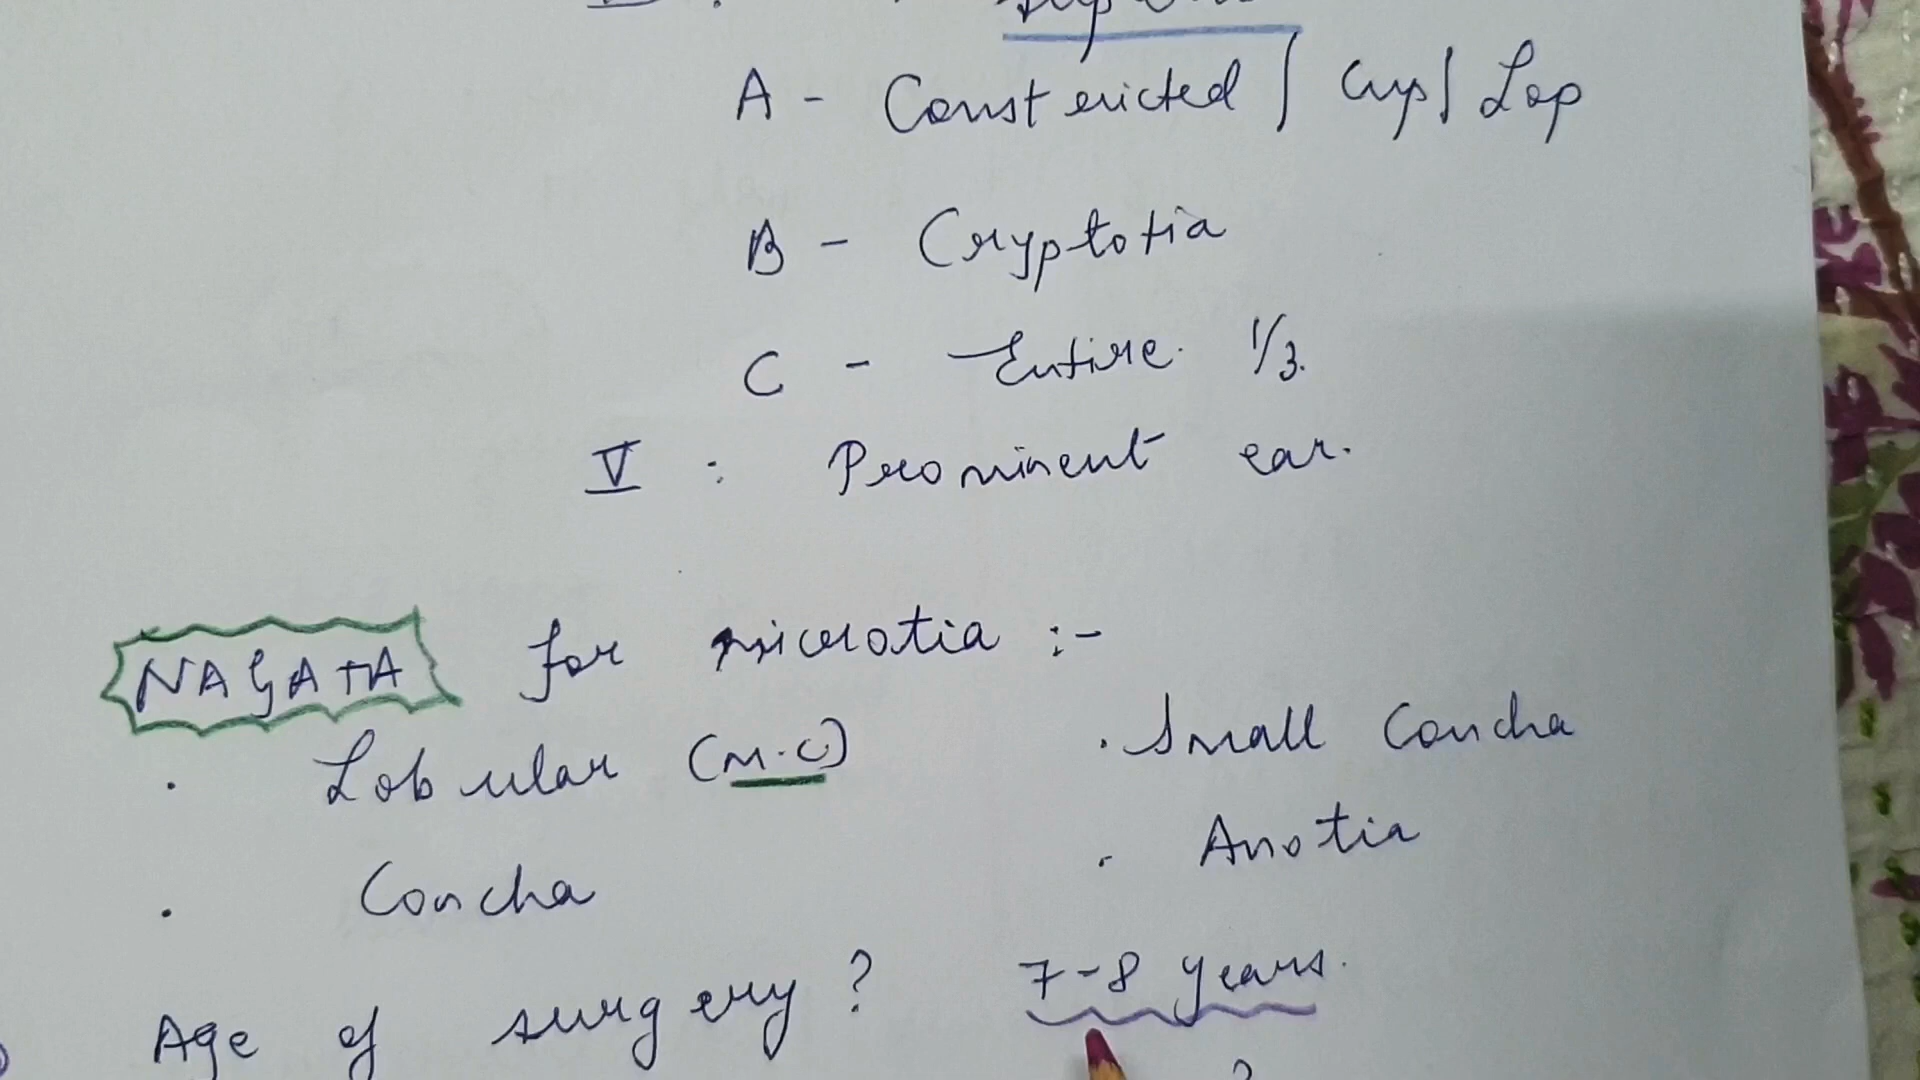 A - Constricted / Cup / Lop
B - Cryptotia
C - Entire 1/3.
V : Prominent ear.
NAGATA for microtia :-
· Lobular (M.C) · Small Concha
· Concha · Anotia
Age of surgery? 7-8 years.